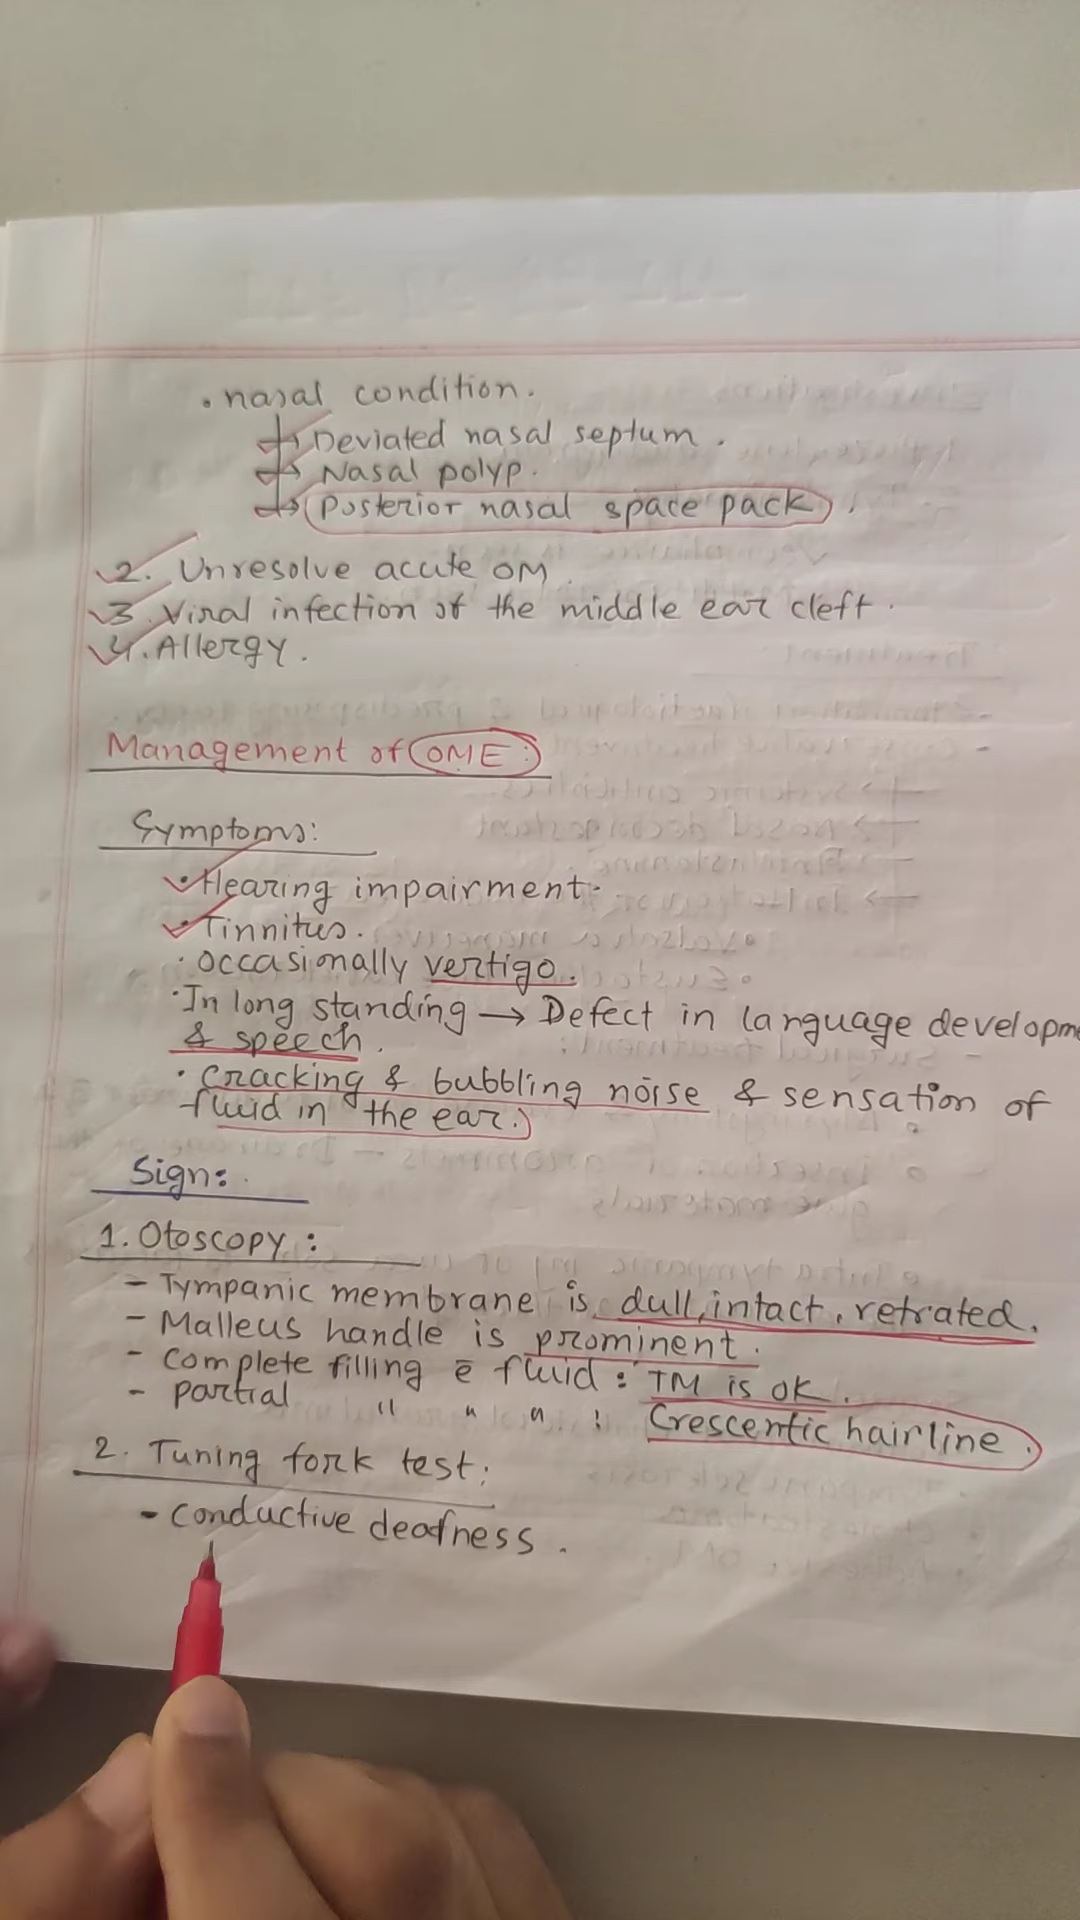 . nasal condition.
→ Deviated nasal septum.
→ Nasal polyp.
→ Posterior nasal space pack.
2. Unresolve acute OM.
3. Viral infection of the middle ear cleft.
4. Allergy.
Management of OME:
Symptoms:
• Hearing impairment.
• Tinnitus.
• Occasionally vertigo.
• In long standing → Defect in language developm
& speech.
• Cracking & bubbling noise & sensation of
fluid in the ear.
Sign:
1. Otoscopy:
- Tympanic membrane is dull, intact, retrated.
- Malleus handle is prominent.
- Complete filling c̄ fluid: TM is OK.
- Partial " " " : Crescentic hairline.
2. Tuning fork test:
- Conductive deafness.